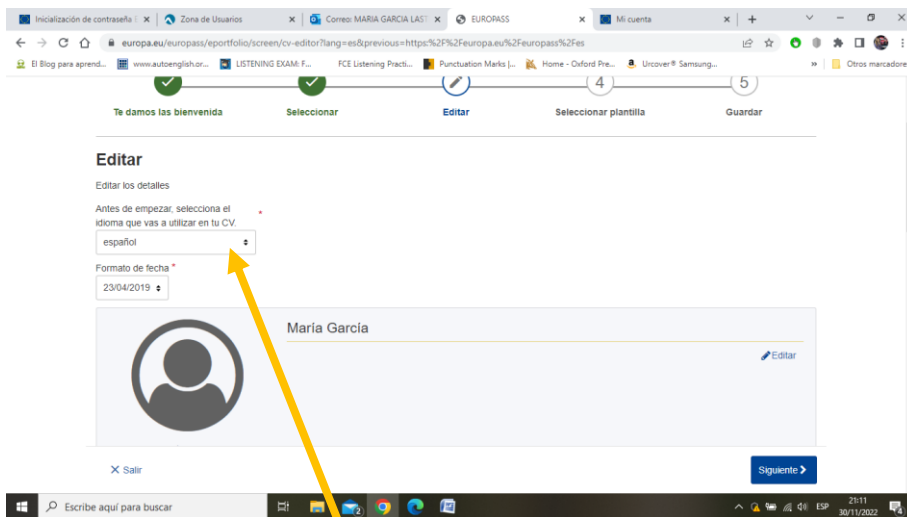 Inicialización de contraseña E
Zona de Usuarios
Correo: MARIA GARCIA LAST
EUROPASS
Mi cuenta
europa.eu/europass/eportfolio/screen/cv-editor?lang=es&previous=https:%2F%2Feuropa.eu%2Feuropass%2Fes
El Blog para aprend... www.autoenglish.or... LISTENING EXAM: F... FCE Listening Practi... Punctuation Marks |... Home - Oxford Pre... Urcover® Samsung... » Otros marcadore
4 5
Te damos las bienvenida Seleccionar Editar Seleccionar plantilla Guardar
Editar
Editar los detalles
Antes de empezar, selecciona el *
idioma que vas a utilizar en tu CV.
español
Formato de fecha *
23/04/2019
María García
Editar
Salir Siguiente
Escribe aquí para buscar
ESP 21:11
30/11/2022